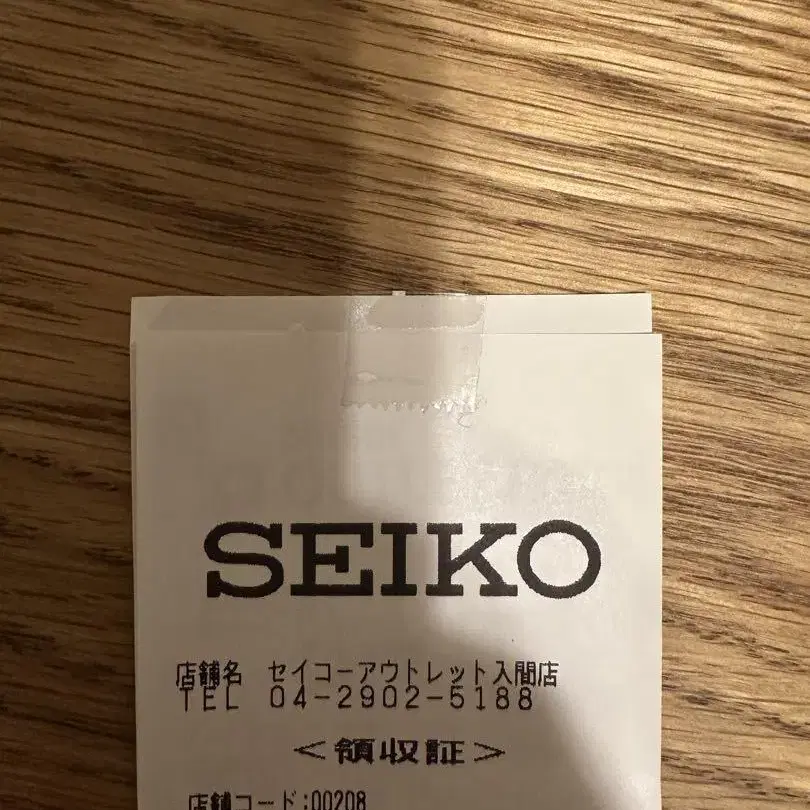 SEIKO
店舗名 セイコーアウトレット入間店
TEL 04-2902-5188
<領収証>
店舗コード:00208